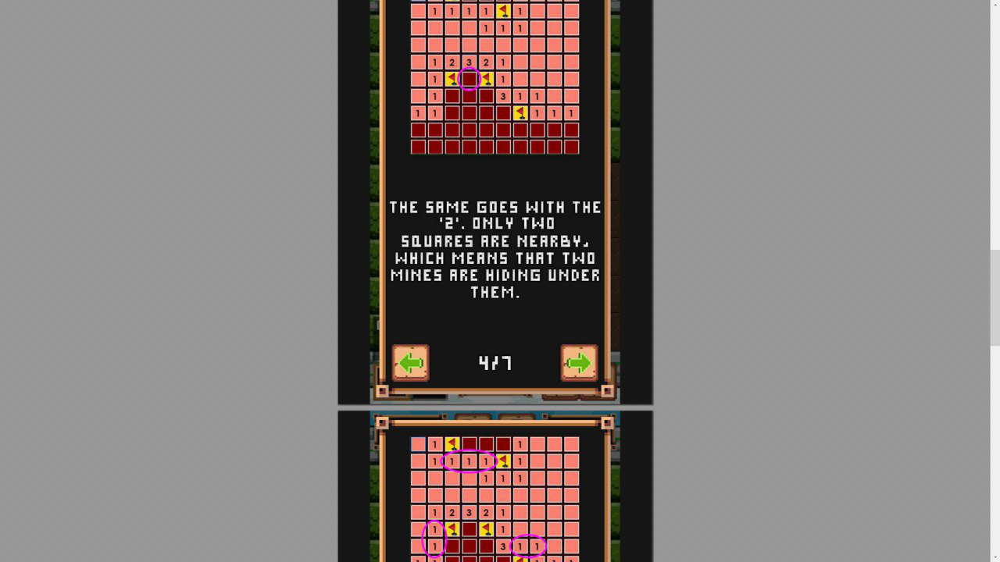 1 1 1 1 1
1 1 1
1 2 3 2 1
1 1
1 3 1 1
1 1 1 1 1
THE SAME GOES WITH THE
'2'. ONLY TWO
SQUARES ARE NEARBY,
WHICH MEANS THAT TWO
MINES ARE HIDING UNDER
THEM.
4/7
1 1
1 1 1 1 1
1 1 1
1 2 3 2 1
1 1
1 3 1 1